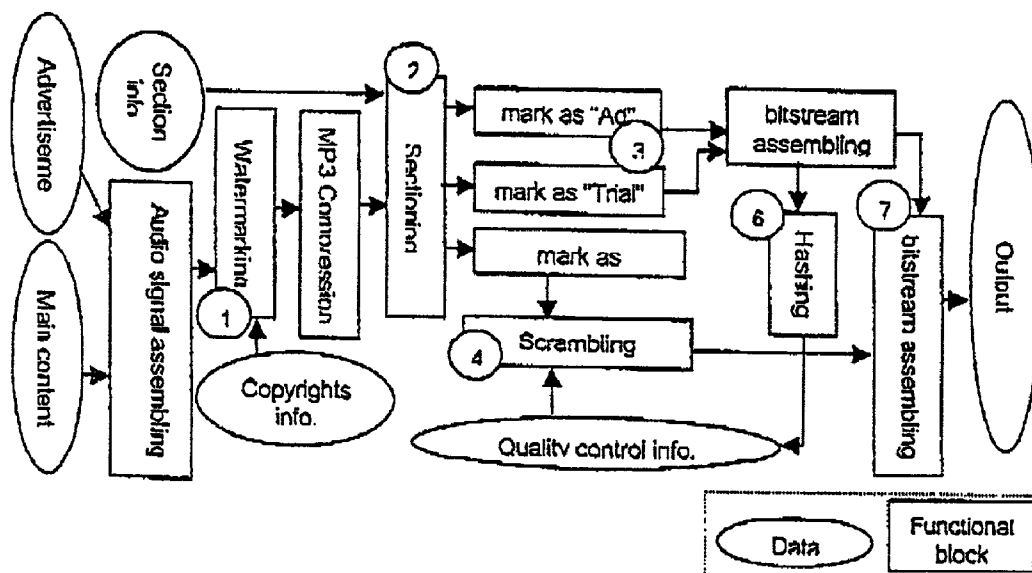 Advertiseme
Section
info
Main content
Audio signal assembling
Watermarking
1
MP3 Compression
Copyrights
info.
2
Sectioning
mark as "Ad"
3
mark as "Trial"
mark as
4
Scrambling
Quality control info.
bitstream
assembling
6
Hashing
7
bitstream assembling
Output
Data
Functional
block